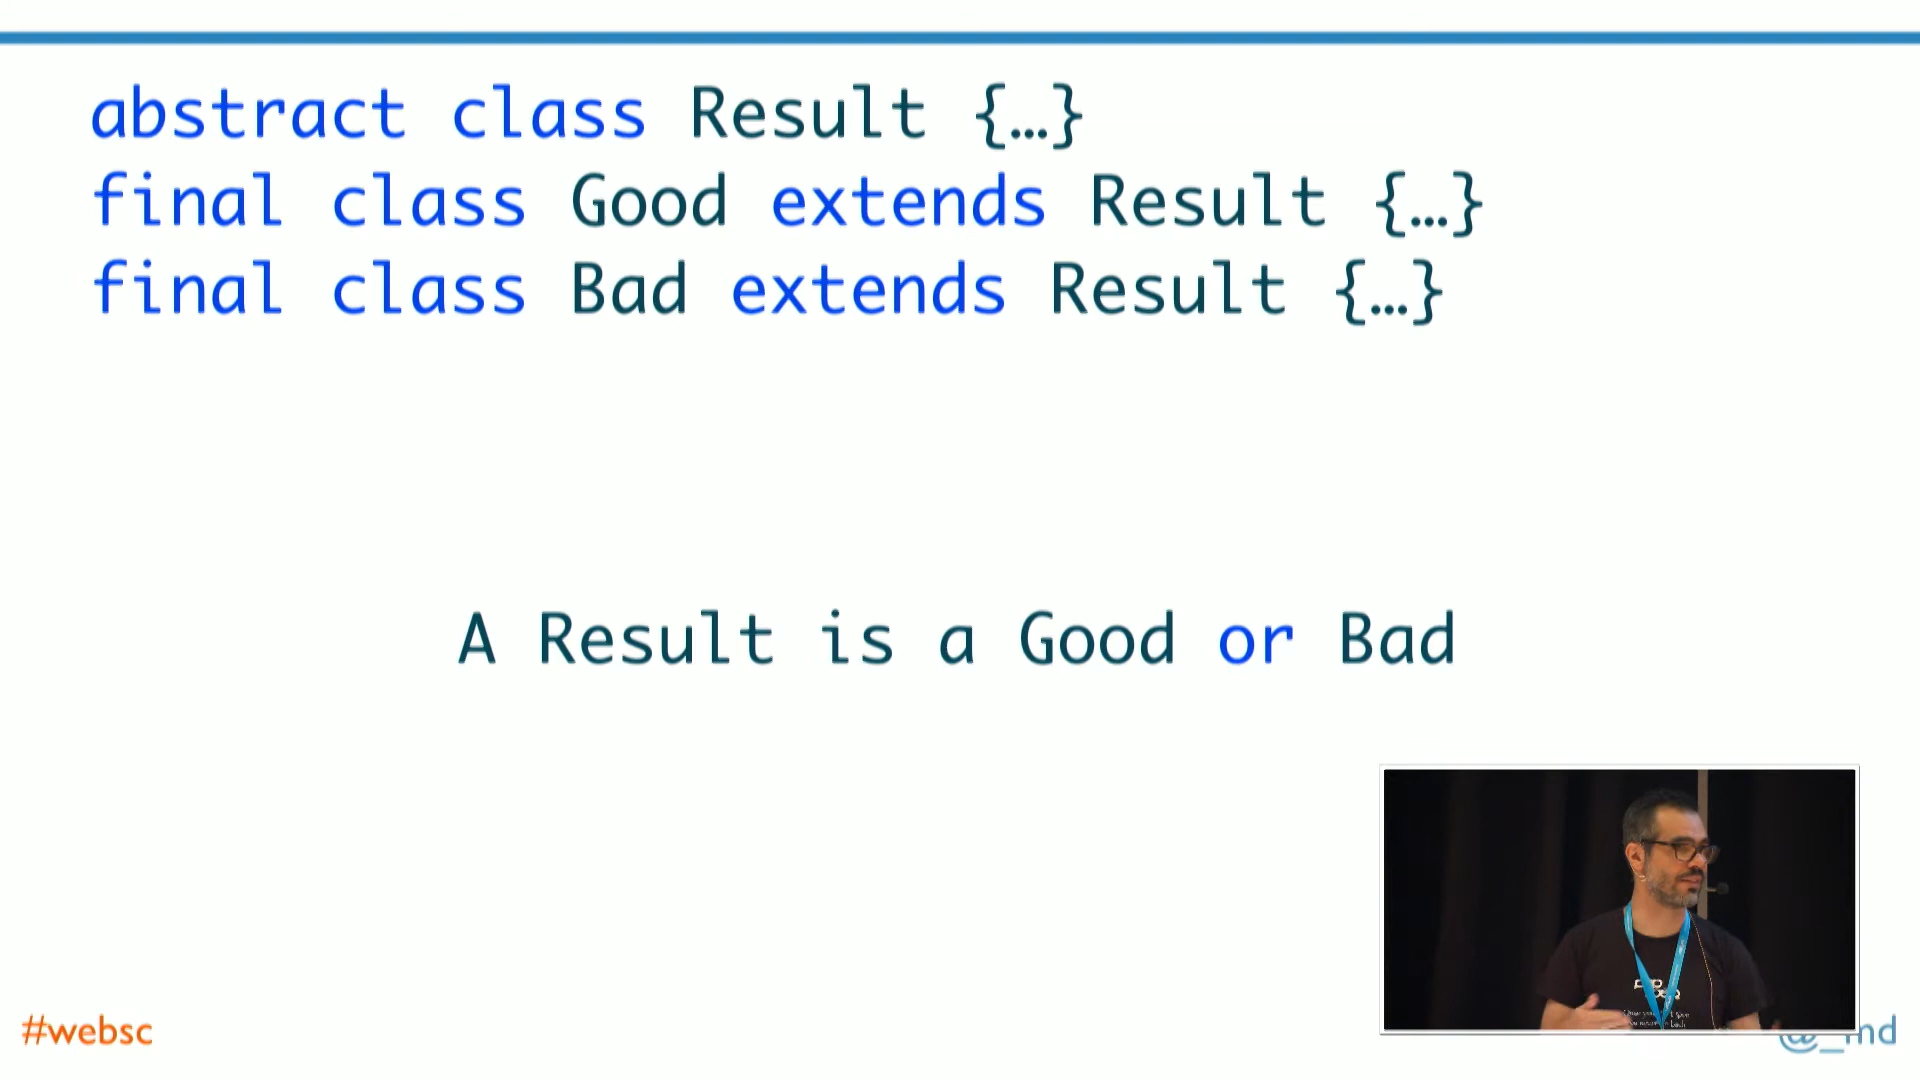 abstract class Result {…}
final class Good extends Result {…}
final class Bad extends Result {…}
A Result is a Good or Bad
#websc